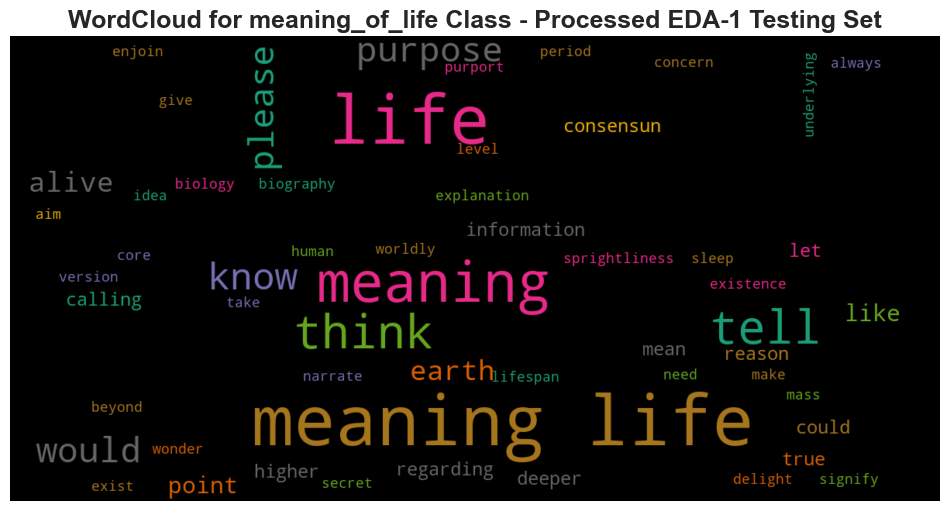 WordCloud for meaning_of_life Class - Processed EDA-1 Testing Set
enjoin please purpose purport period concern underlying always
give life level consensun
alive idea biology biography explanation
aim information
core human worldly sprightliness sleep let
version know meaning existence
calling take think tell like
mean reason
narrate earth lifespan need make
beyond meaning life mass
would wonder could
higher regarding deeper true
exist point secret delight signify